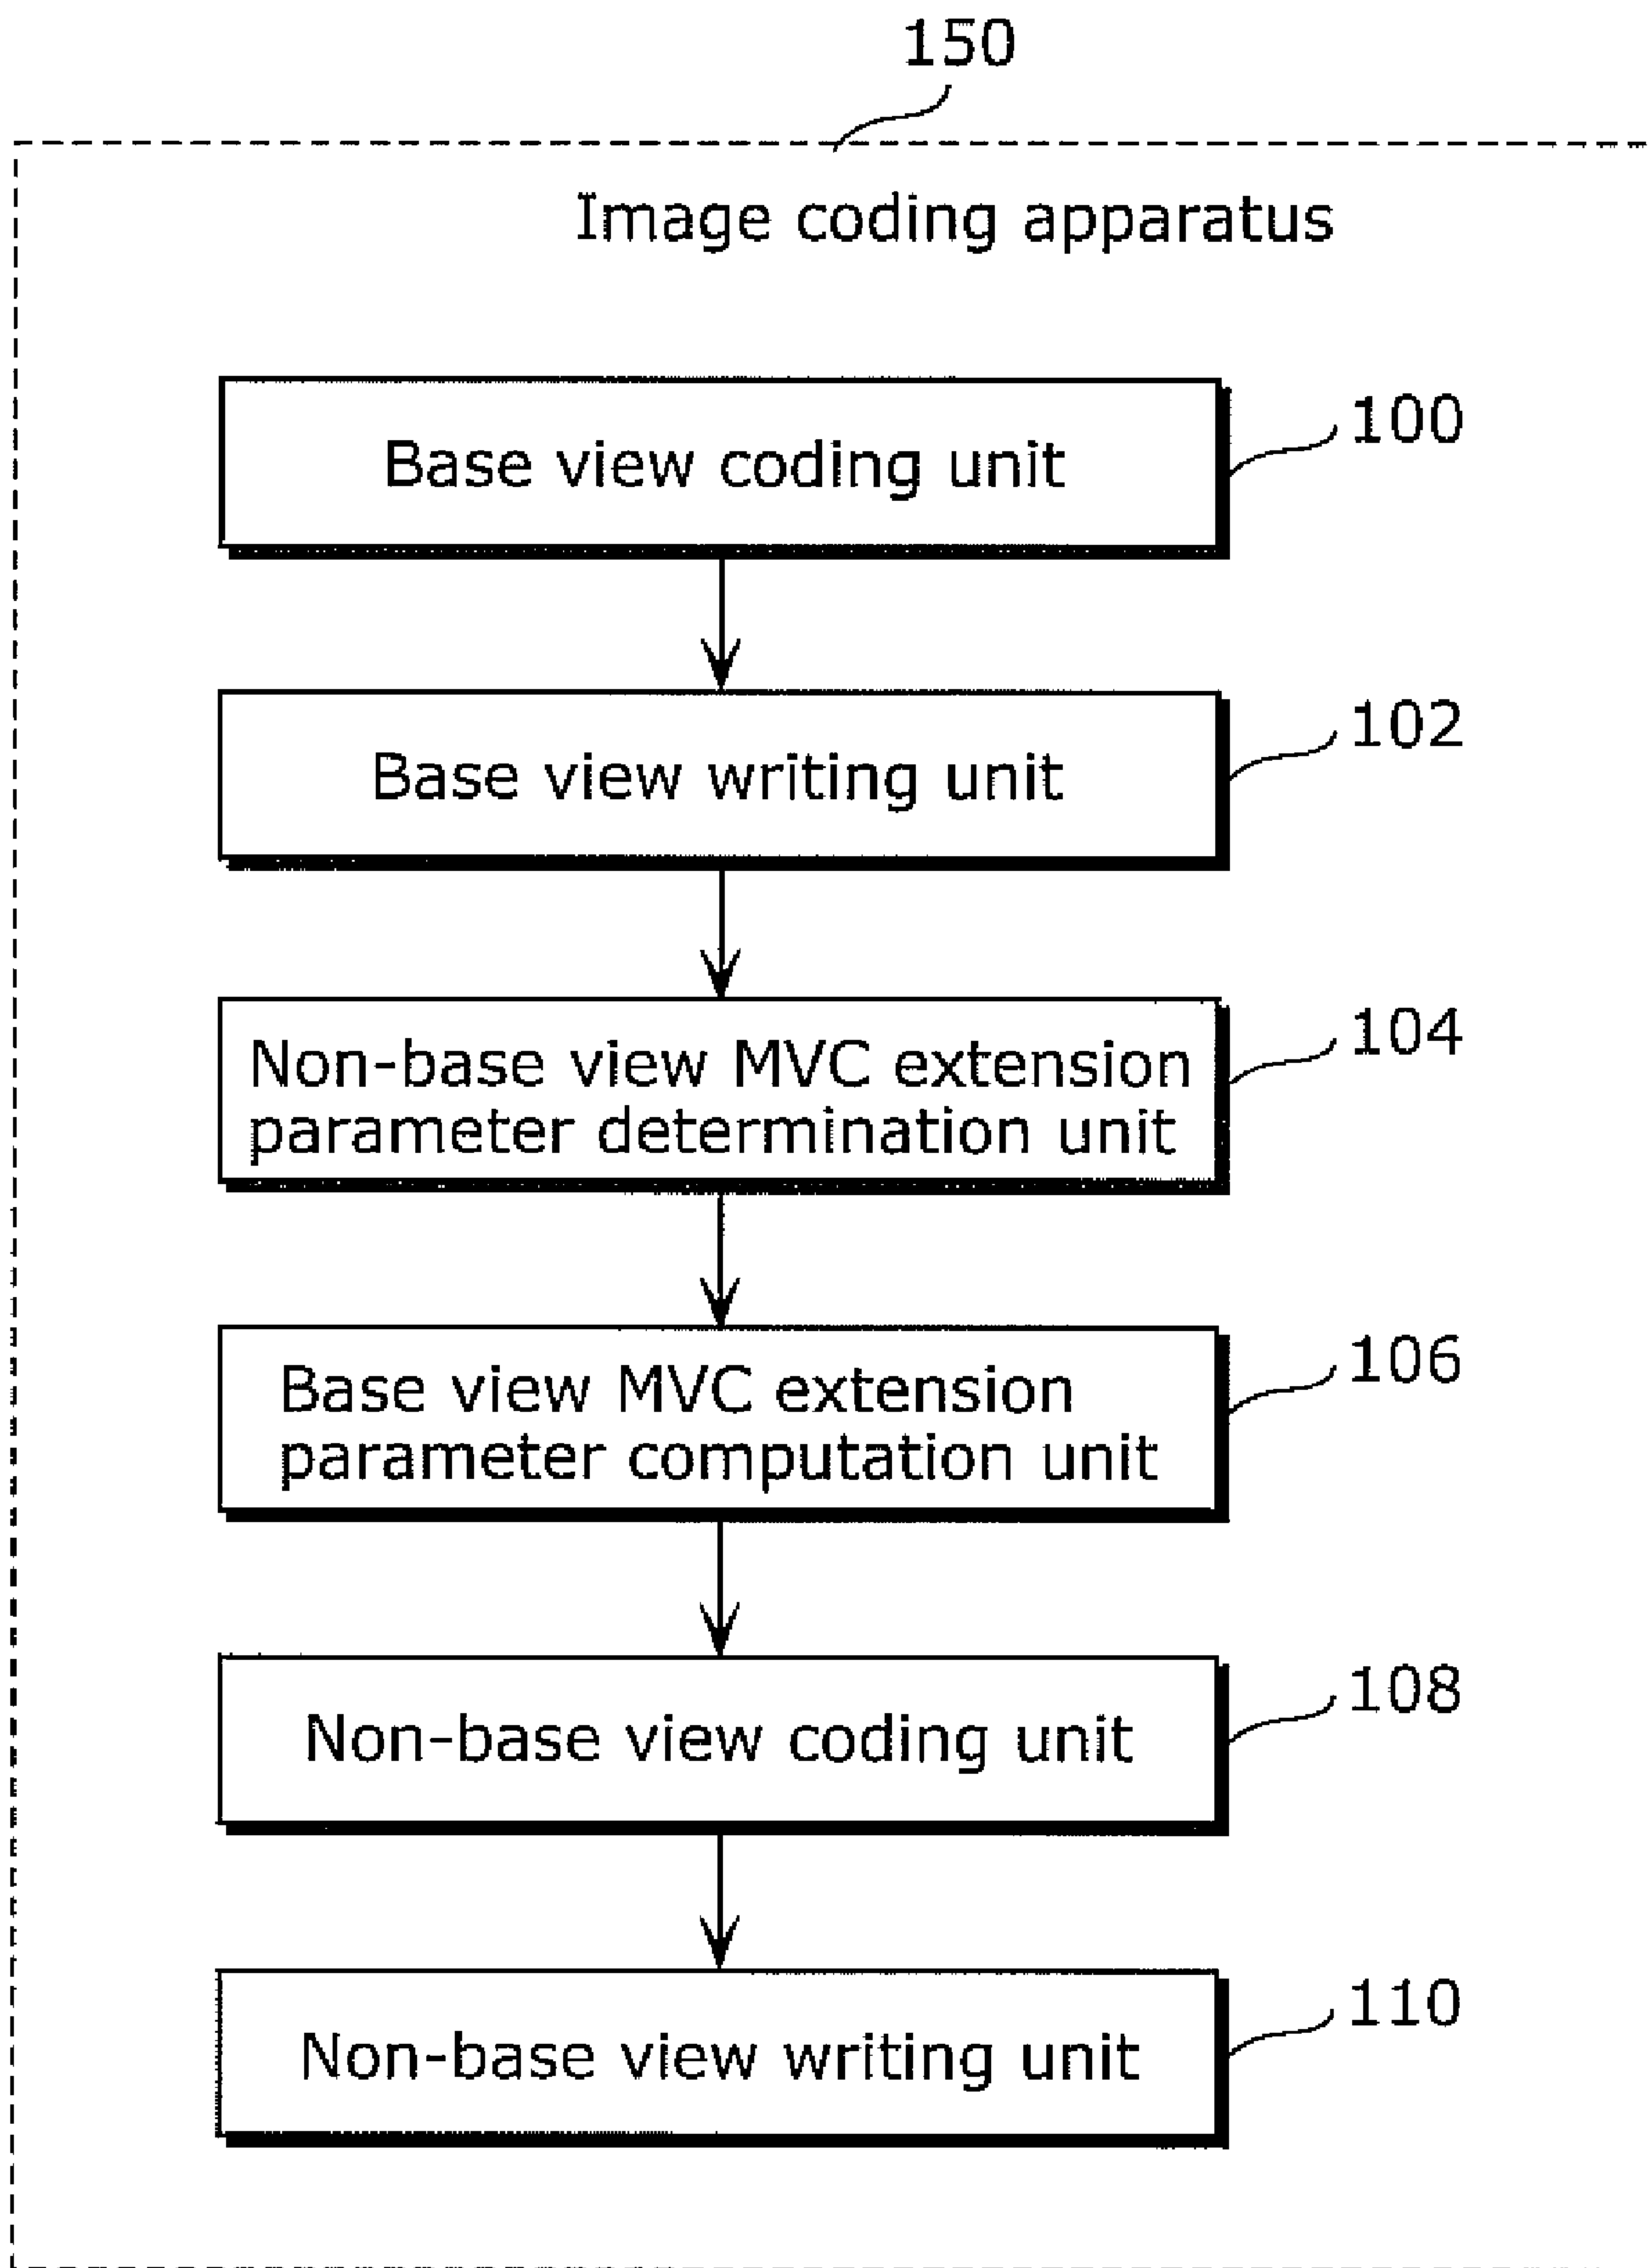 150
Image coding apparatus
Base view coding unit
100
Base view writing unit
102
Non-base view MVC extension
parameter determination unit
104
Base view MVC extension
parameter computation unit
106
Non-base view coding unit
108
Non-base view writing unit
110